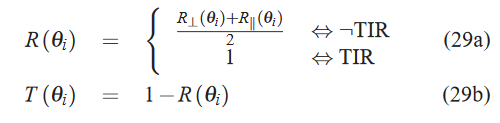 R(θᵢ) = { (R⊥(θᵢ)+R∥(θᵢ))/2 ⇔ ¬TIR (29a)
1 ⇔ TIR
T(θᵢ) = 1−R(θᵢ) (29b)